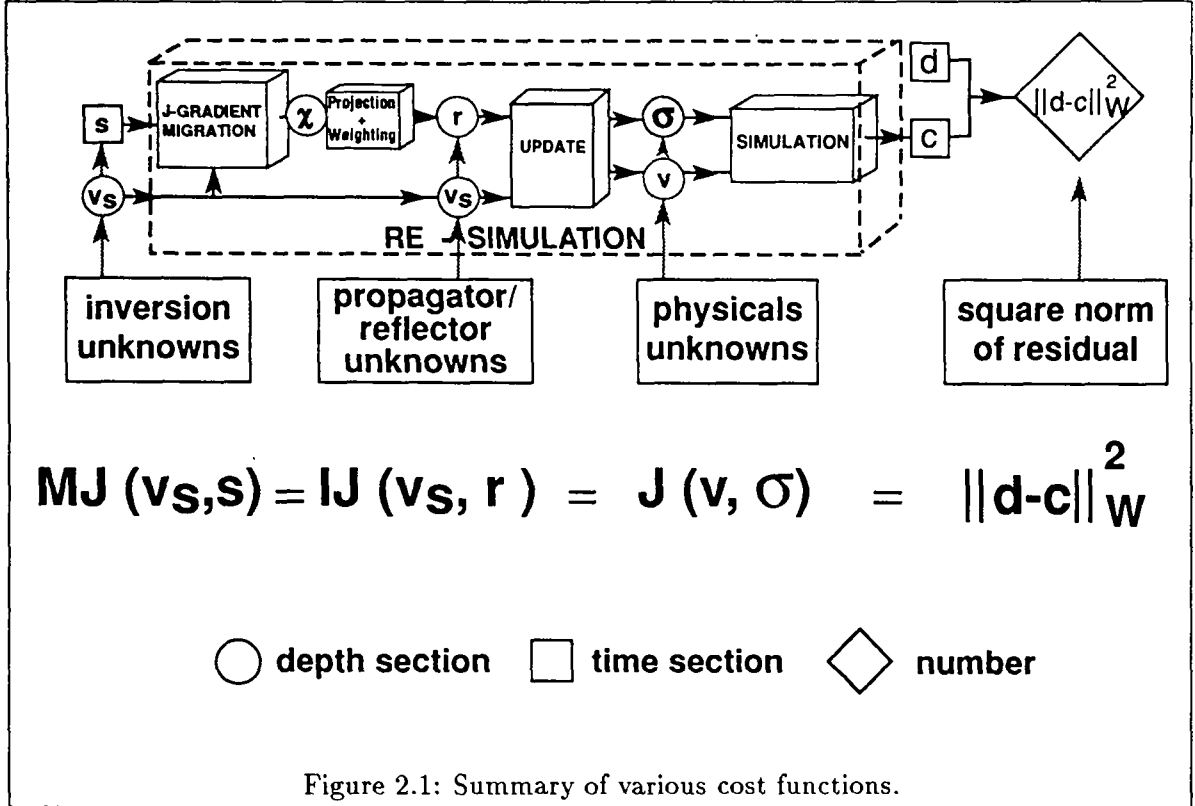 d
||d-c||²W
J-GRADIENT
MIGRATION
χ
Projection
+
Weighting
s
r
UPDATE
σ
SIMULATION
c
vs
vs
v
RE - SIMULATION
inversion
unknowns
propagator/
reflector
unknowns
physicals
unknowns
square norm
of residual
MJ (vs,s) = IJ (vs, r ) = J (v, σ) = ||d-c||²W
depth section
time section
number
Figure 2.1: Summary of various cost functions.